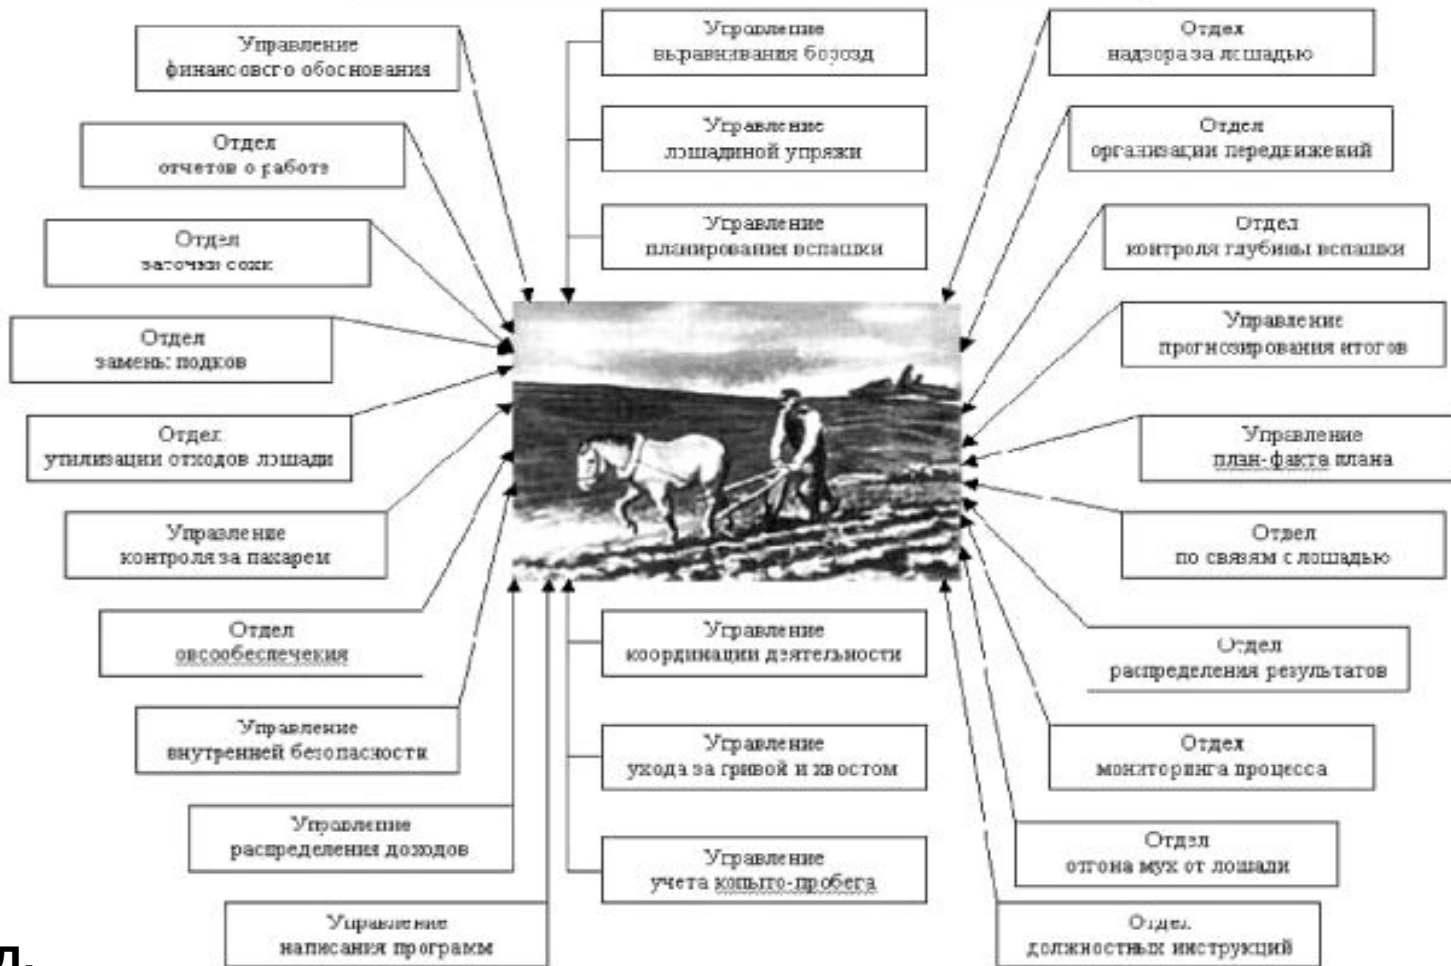 Управление
финансового обоснования
Отдел
отчетов о работе
Отдел
заточки сохи
Отдел
замены подков
Отдел
утилизации отходов лошади
Управление
контроля за пахарем
Отдел
овсообеспечения
Управление
внутренней безопасности
Управление
распределения доходов
Управление
написания программ
Управление
выравнивания борозд
Управление
лошадиной упряжи
Управление
планирования вспашки
Управление
координации деятельности
Управление
ухода за гривой и хвостом
Управление
учета копыто-пробега
Отдел
надзора за лошадью
Отдел
организации передвижений
Отдел
контроля глубины вспашки
Управление
прогнозирования итогов
Управление
план-факта плана
Отдел
по связям с лошадью
Отдел
распределения результатов
Отдел
мониторинга процесса
Отдел
отгона мух от лошади
Отдел
должностных инструкций